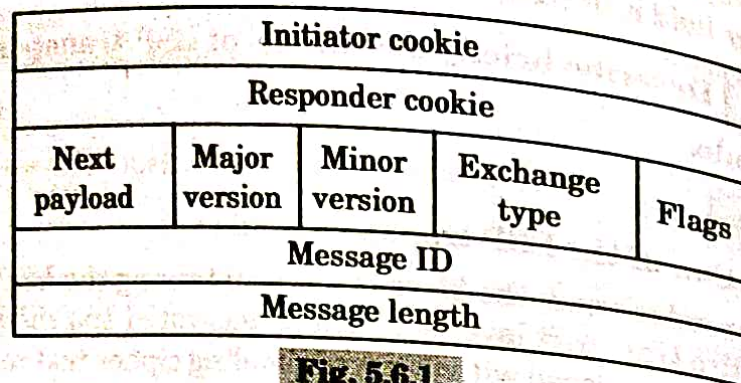 Initiator cookie
Responder cookie
Next payload
Major version
Minor version
Exchange type
Flags
Message ID
Message length
Fig. 5.6.1